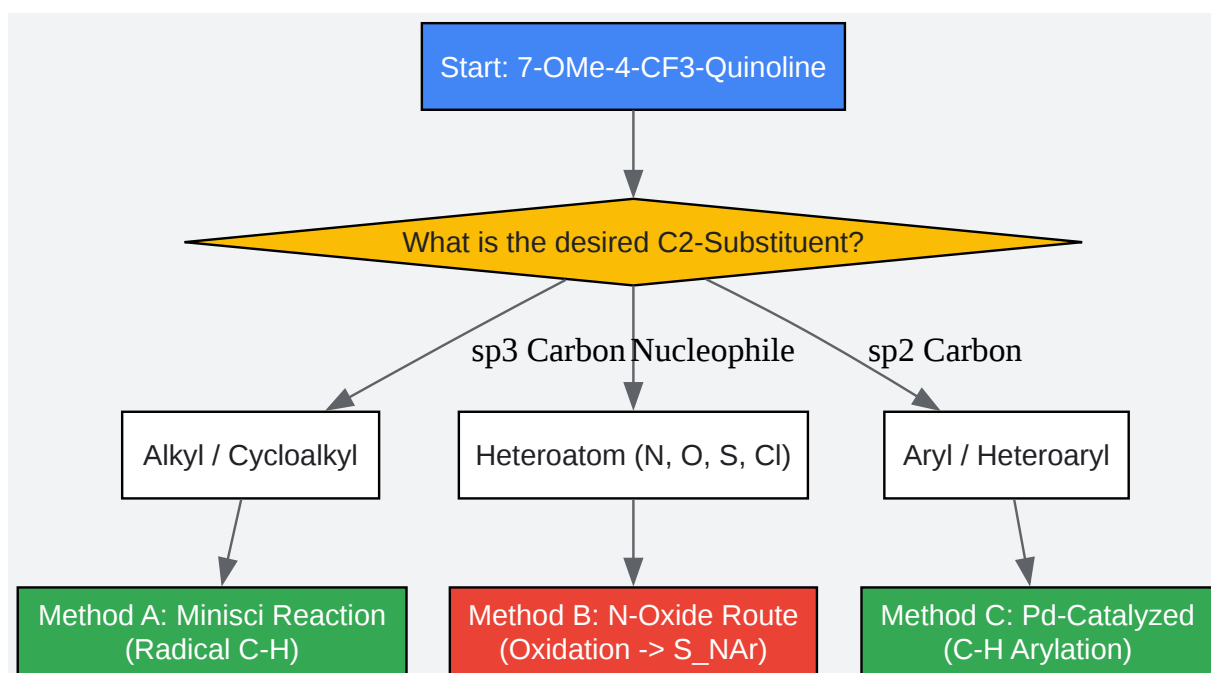 Start: 7-OMe-4-CF3-Quinoline
What is the desired C2-Substituent?
sp3 Carbon
Nucleophile
sp2 Carbon
Alkyl / Cycloalkyl
Heteroatom (N, O, S, Cl)
Aryl / Heteroaryl
Method A: Minisci Reaction
(Radical C-H)
Method B: N-Oxide Route
(Oxidation -> S_NAr)
Method C: Pd-Catalyzed
(C-H Arylation)